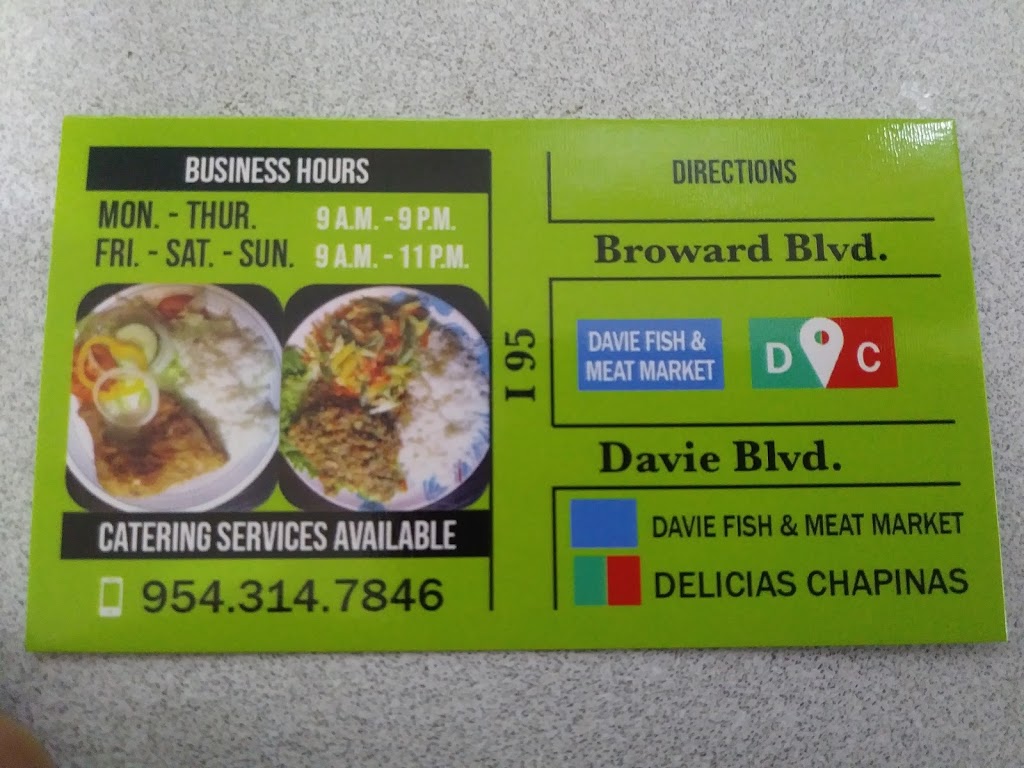 BUSINESS HOURS
MON. - THUR. 9 A.M. - 9 P.M.
FRI. - SAT. - SUN. 9 A.M. - 11 P.M.
CATERING SERVICES AVAILABLE
954.314.7846
I 95
DIRECTIONS
Broward Blvd.
DAVIE FISH &
MEAT MARKET
D C
Davie Blvd.
DAVIE FISH & MEAT MARKET
DELICIAS CHAPINAS